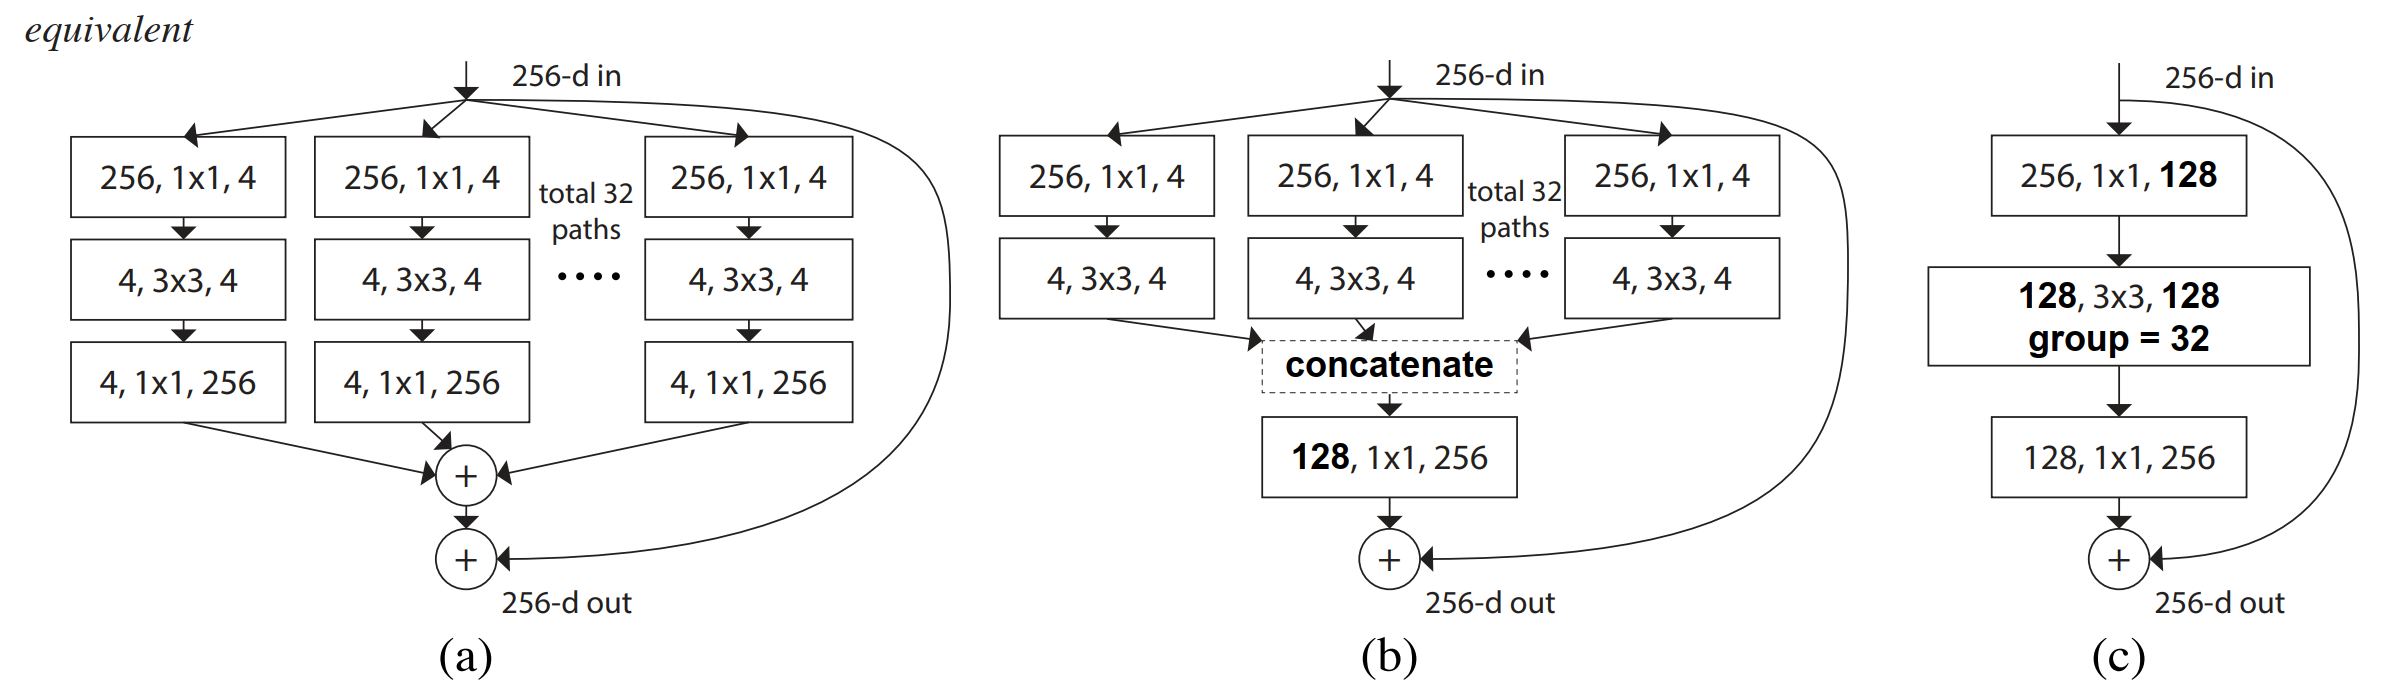 equivalent
256-d in
256, 1x1, 4
256, 1x1, 4
total 32
paths
256, 1x1, 4
4, 3x3, 4
4, 3x3, 4
....
4, 3x3, 4
4, 1x1, 256
4, 1x1, 256
4, 1x1, 256
+
+
256-d out
(a)
256-d in
256, 1x1, 4
256, 1x1, 4
total 32
paths
256, 1x1, 4
4, 3x3, 4
4, 3x3, 4
....
4, 3x3, 4
concatenate
128, 1x1, 256
+
256-d out
(b)
256-d in
256, 1x1, 128
128, 3x3, 128
group = 32
128, 1x1, 256
+
256-d out
(c)